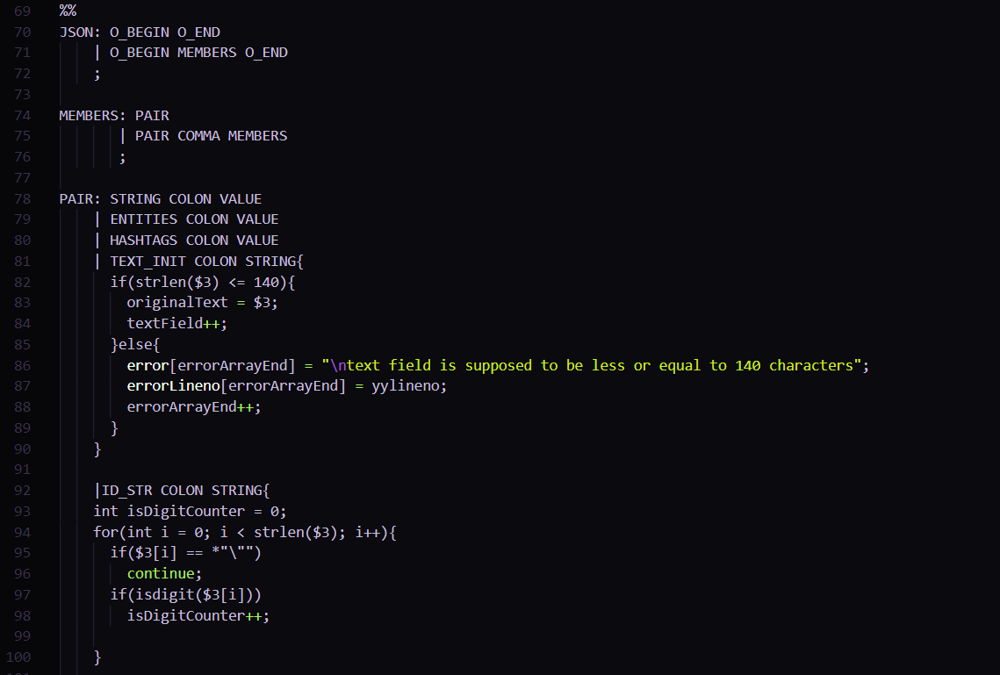 69 %%
70 JSON: O_BEGIN O_END
71 | O_BEGIN MEMBERS O_END
72 ;
73
74 MEMBERS: PAIR
75 | PAIR COMMA MEMBERS
76 ;
77
78 PAIR: STRING COLON VALUE
79 | ENTITIES COLON VALUE
80 | HASHTAGS COLON VALUE
81 | TEXT_INIT COLON STRING{
82 if(strlen($3) <= 140){
83 originalText = $3;
84 textField++;
85 }else{
86 error[errorArrayEnd] = "\ntext field is supposed to be less or equal to 140 characters";
87 errorLineno[errorArrayEnd] = yylineno;
88 errorArrayEnd++;
89 }
90 }
91
92 |ID_STR COLON STRING{
93 int isDigitCounter = 0;
94 for(int i = 0; i < strlen($3); i++){
95 if($3[i] == *"\"")
96 continue;
97 if(isdigit($3[i]))
98 isDigitCounter++;
99
100 }